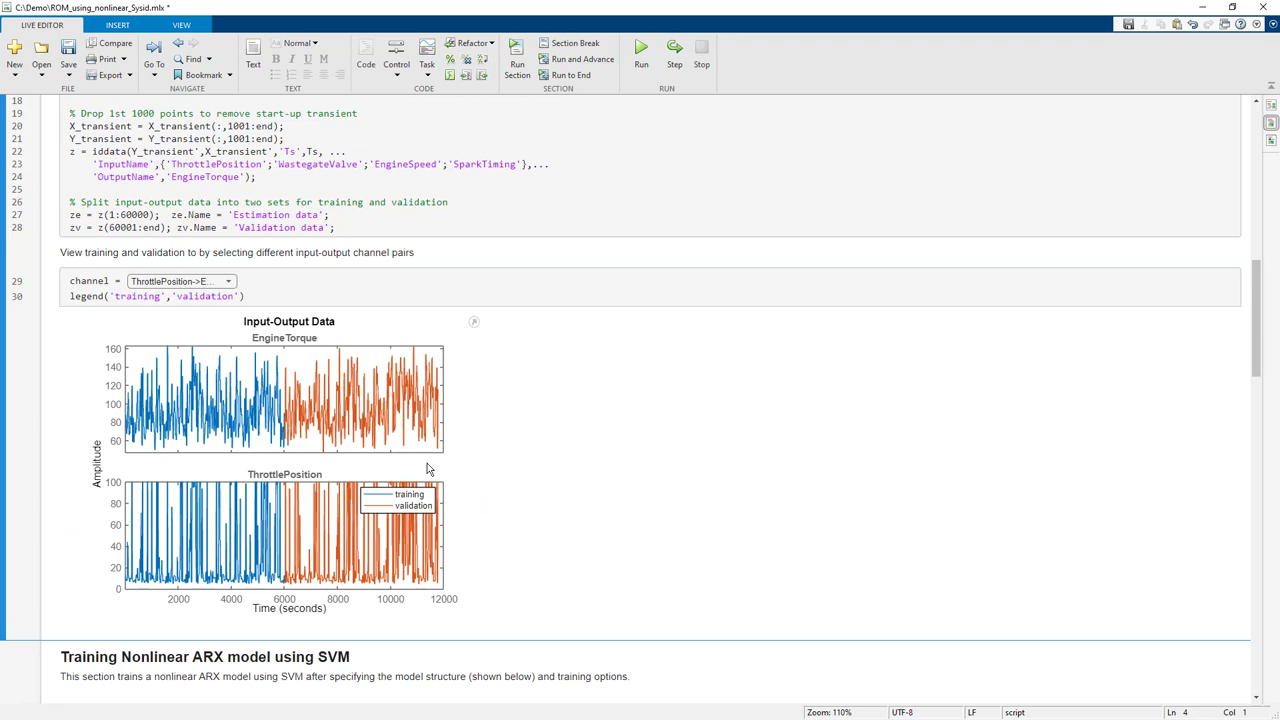 C:\Demo\ROM_using_nonlinear_Sysid.mlx *
LIVE EDITOR INSERT VIEW
New Open Save Compare Print Export Go To Find Bookmark Text Normal B I U M Code Control Task Refactor Run Section Section Break Run and Advance Run to End Run Step Stop
FILE NAVIGATE TEXT CODE SECTION RUN
18
19 % Drop 1st 1000 points to remove start-up transient
20 X_transient = X_transient(:,1001:end);
21 Y_transient = Y_transient(:,1001:end);
22 z = iddata(Y_transient',X_transient','Ts',Ts, ...
23 'InputName',{'ThrottlePosition';'WastegateValve';'EngineSpeed';'SparkTiming'},...
24 'OutputName','EngineTorque');
25
26 % Split input-output data into two sets for training and validation
27 ze = z(1:60000); ze.Name = 'Estimation data';
28 zv = z(60001:end); zv.Name = 'Validation data';
View training and validation to by selecting different input-output channel pairs
29 channel = ThrottlePosition->E...
30 legend('training','validation')
Input-Output Data
EngineTorque
160
140
120
100
80
60
Amplitude
ThrottlePosition
100
80
60
40
20
0
training
validation
2000 4000 6000 8000 10000 12000
Time (seconds)
Training Nonlinear ARX model using SVM
This section trains a nonlinear ARX model using SVM after specifying the model structure (shown below) and training options.
Zoom: 110% UTF-8 LF script Ln 4 Col 1